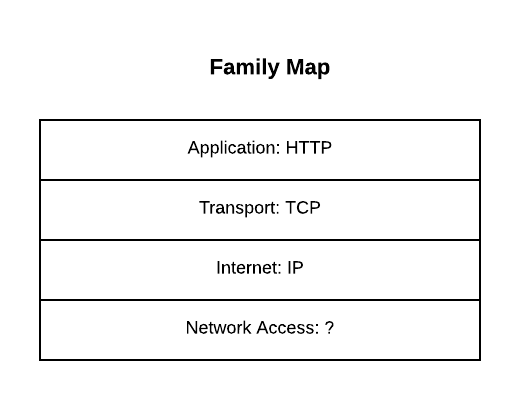 Family Map
Application: HTTP
Transport: TCP
Internet: IP
Network Access: ?